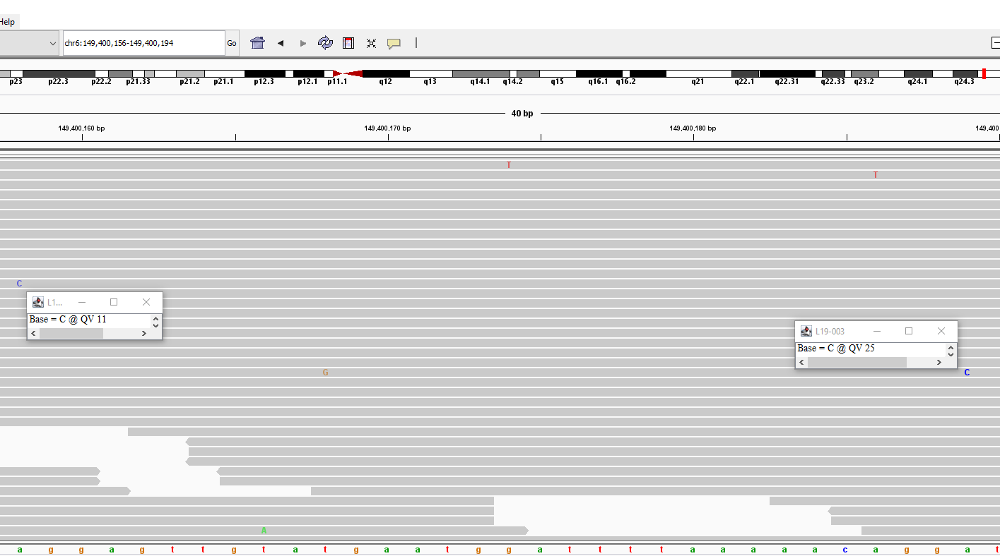 Help
chr6:149,400,156-149,400,194 Go
p23 p22.3 p22.2 p21.33 p21.2 p21.1 p12.3 p12.1 p11.1 q12 q13 q14.1 q14.2 q15 q16.1 q16.2 q21 q22.1 q22.31 q22.33 q23.2 q24.1 q24.3
40 bp
149,400,160 bp 149,400,170 bp 149,400,180 bp 149,400
T
T
C
L1...
Base = C @ QV 11
L19-003
Base = C @ QV 25
G C
A
a g g a g t t g t a t g a a t g g a t t t t a a a a a c a g g a t